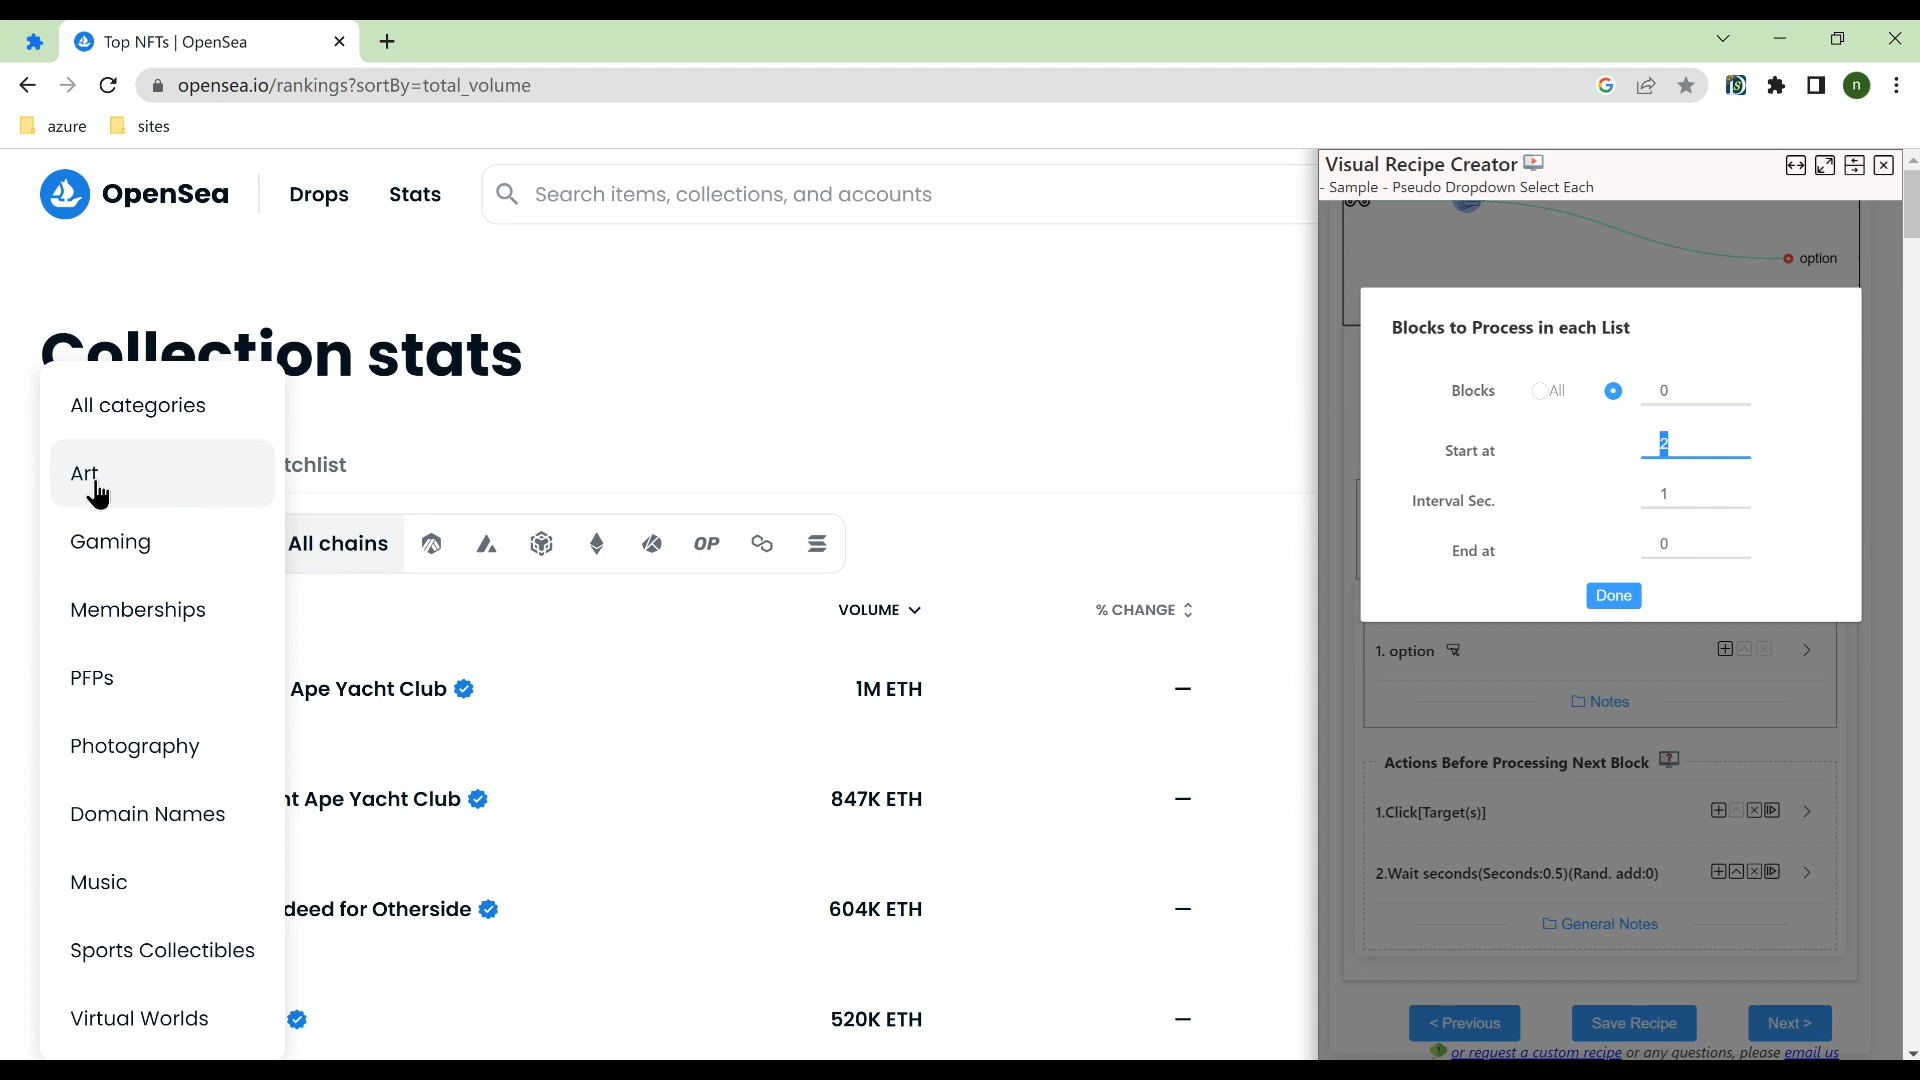 Top NFTs | OpenSea
opensea.io/rankings?sortBy=total_volume
n
azure sites
OpenSea Drops Stats Search items, collections, and accounts
Collection stats
All categories
Art
Gaming
Memberships
PFPs
Photography
Domain Names
Music
Sports Collectibles
Virtual Worlds
tchlist
All chains OP
VOLUME % CHANGE
Ape Yacht Club 1M ETH —
nt Ape Yacht Club 847K ETH —
deed for Otherside 604K ETH —
520K ETH —
Visual Recipe Creator
- Sample - Pseudo Dropdown Select Each
option
Blocks to Process in each List
Blocks All 0
Start at 2
Interval Sec. 1
End at 0
Done
1. option
Notes
Actions Before Processing Next Block
1.Click[Target(s)]
2.Wait seconds(Seconds:0.5)(Rand. add:0)
General Notes
< Previous Save Recipe Next >
or request a custom recipe or any questions, please email us